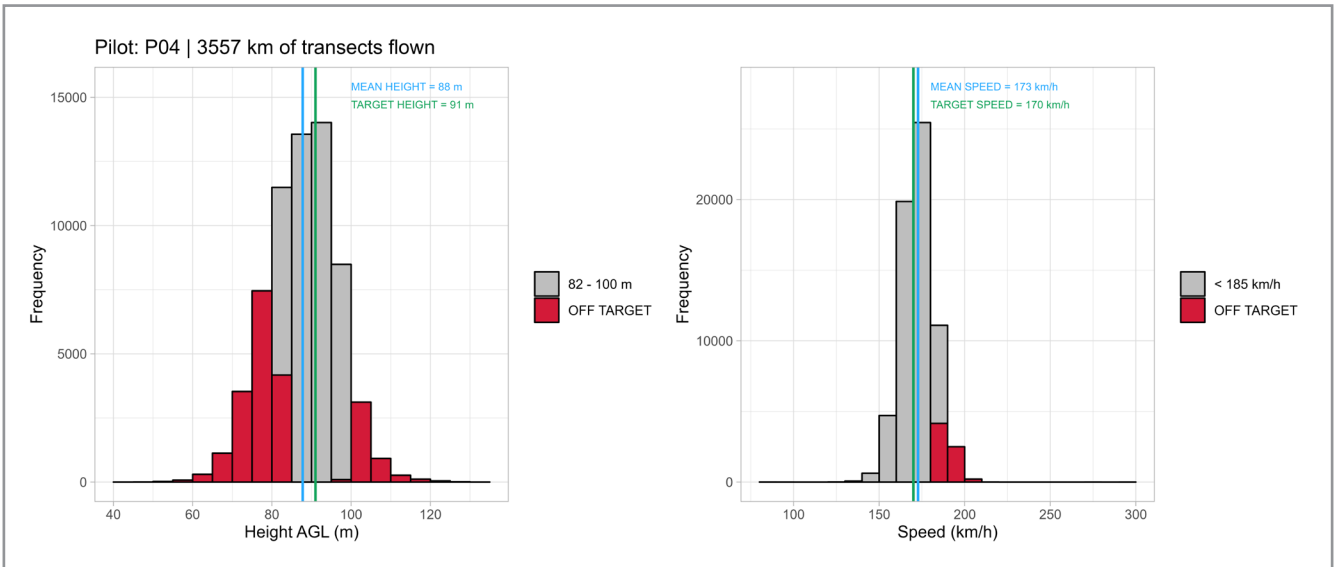 Pilot: P04 | 3557 km of transects flown
MEAN HEIGHT = 88 m
TARGET HEIGHT = 91 m
15000
10000
5000
0
Frequency
40 60 80 100 120
Height AGL (m)
82 - 100 m
OFF TARGET
MEAN SPEED = 173 km/h
TARGET SPEED = 170 km/h
20000
10000
0
Frequency
100 150 200 250 300
Speed (km/h)
< 185 km/h
OFF TARGET